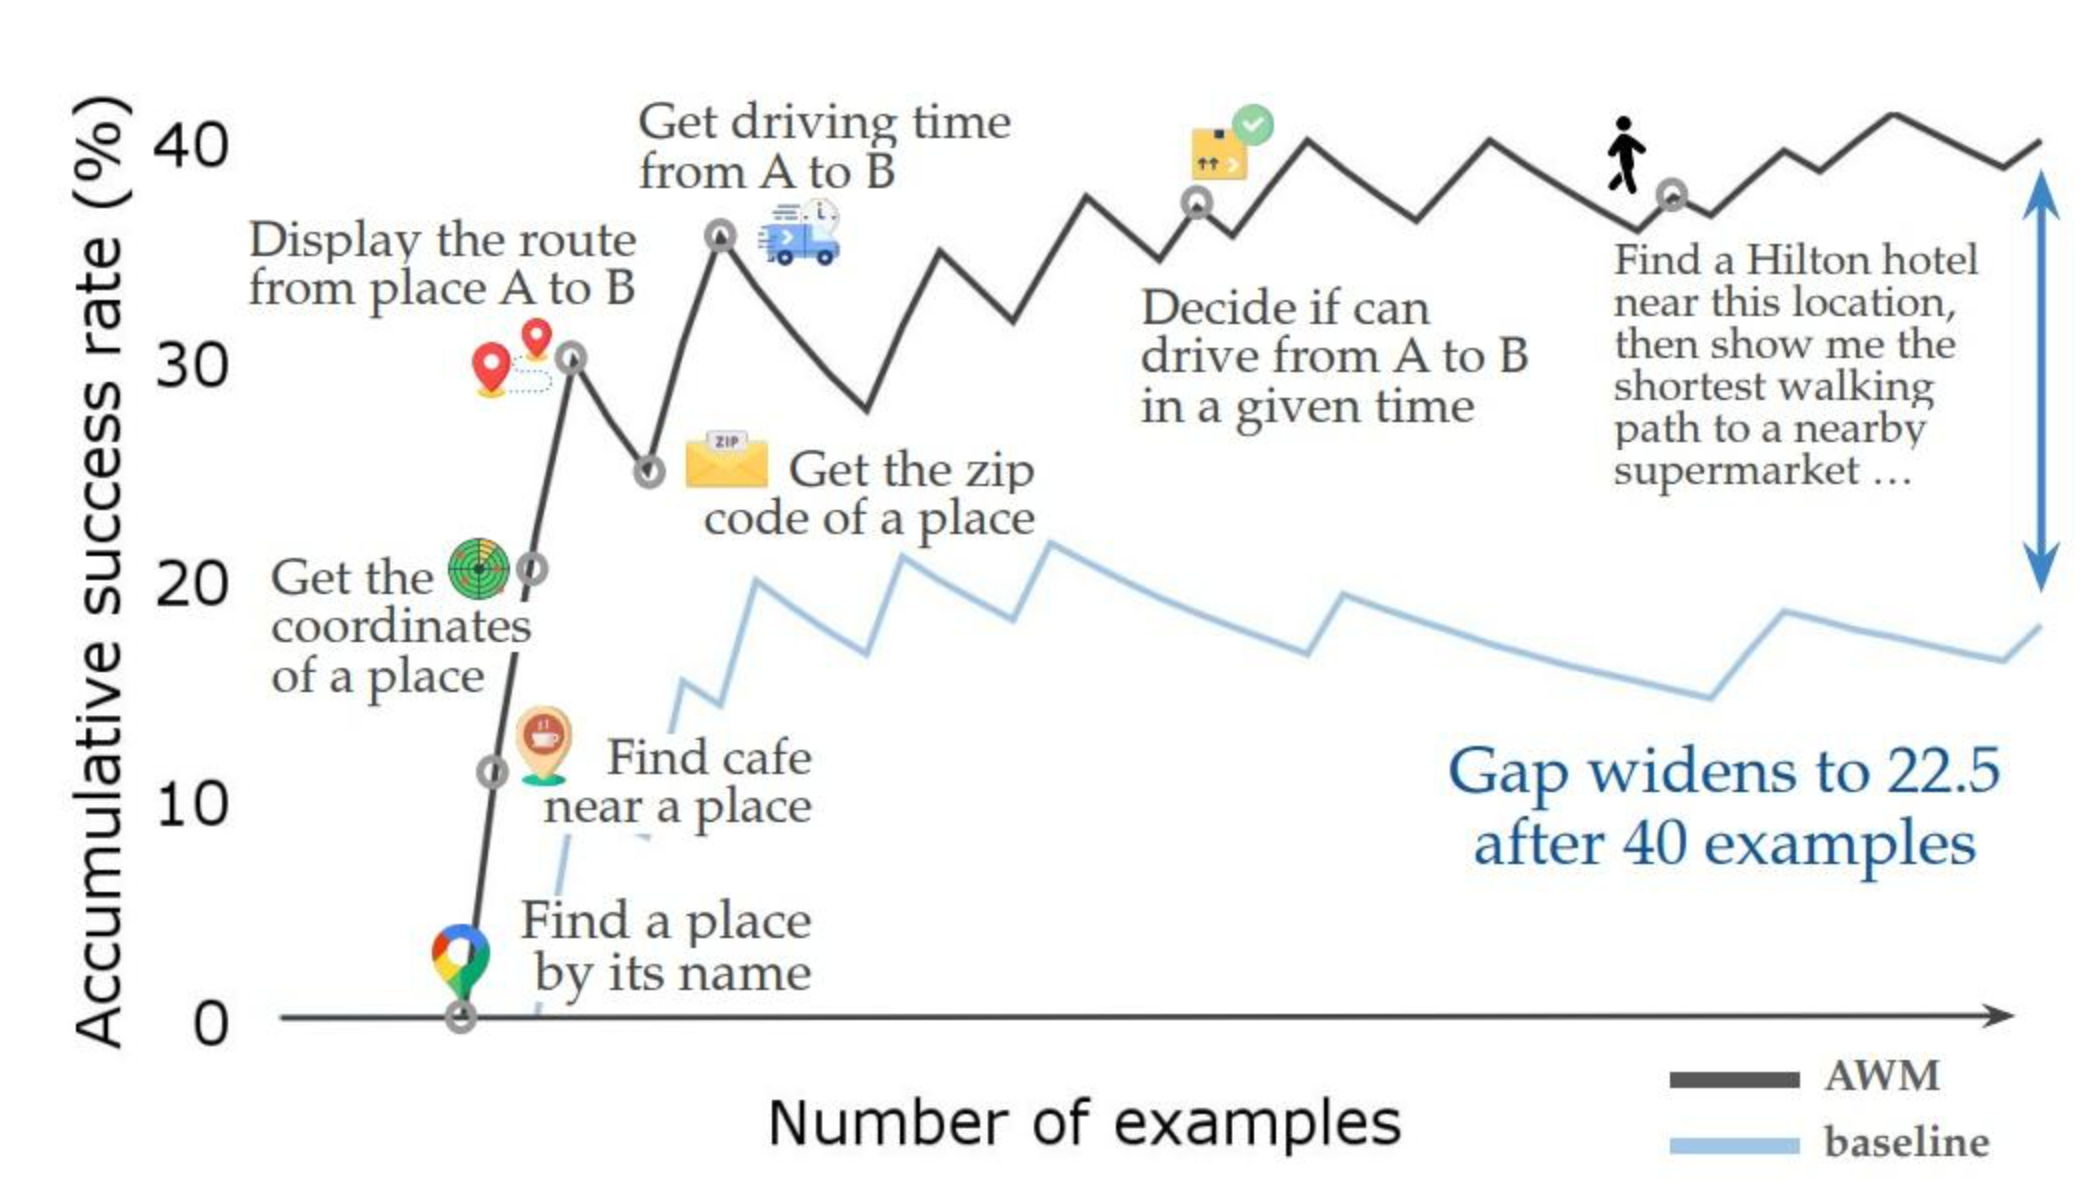 Accumulative success rate (%)
40
30
20
10
0
Get driving time
from A to B
Display the route
from place A to B
ZIP
Get the zip
code of a place
Get the
coordinates
of a place
Find cafe
near a place
Find a place
by its name
Decide if can
drive from A to B
in a given time
Find a Hilton hotel
near this location,
then show me the
shortest walking
path to a nearby
supermarket ...
Gap widens to 22.5
after 40 examples
Number of examples
AWM
baseline